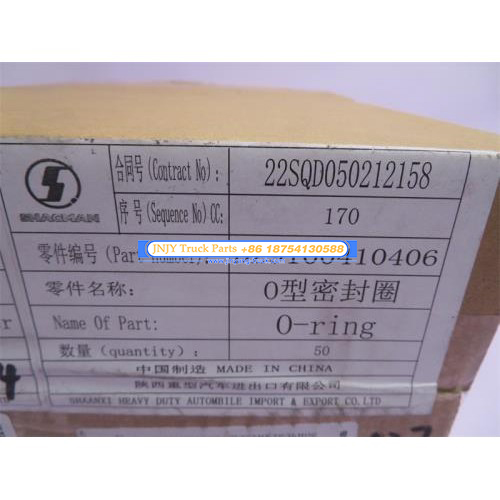 SHACMAN
合同号(Contract No): 22SQD050212158
序号(Sequence No)CC: 170
零件编号(Part
410406
JNJY Truck Parts +86 18754130588
零件名称: O型密封圈
Name Of Part: O-ring
数量(quantity): 50
中国制造 MADE IN CHINA
陕西重型汽车进出口有限公司
SHAANXI HEAVY DUTY AUTOMBILE IMPORT & EXPORT CO.LTD